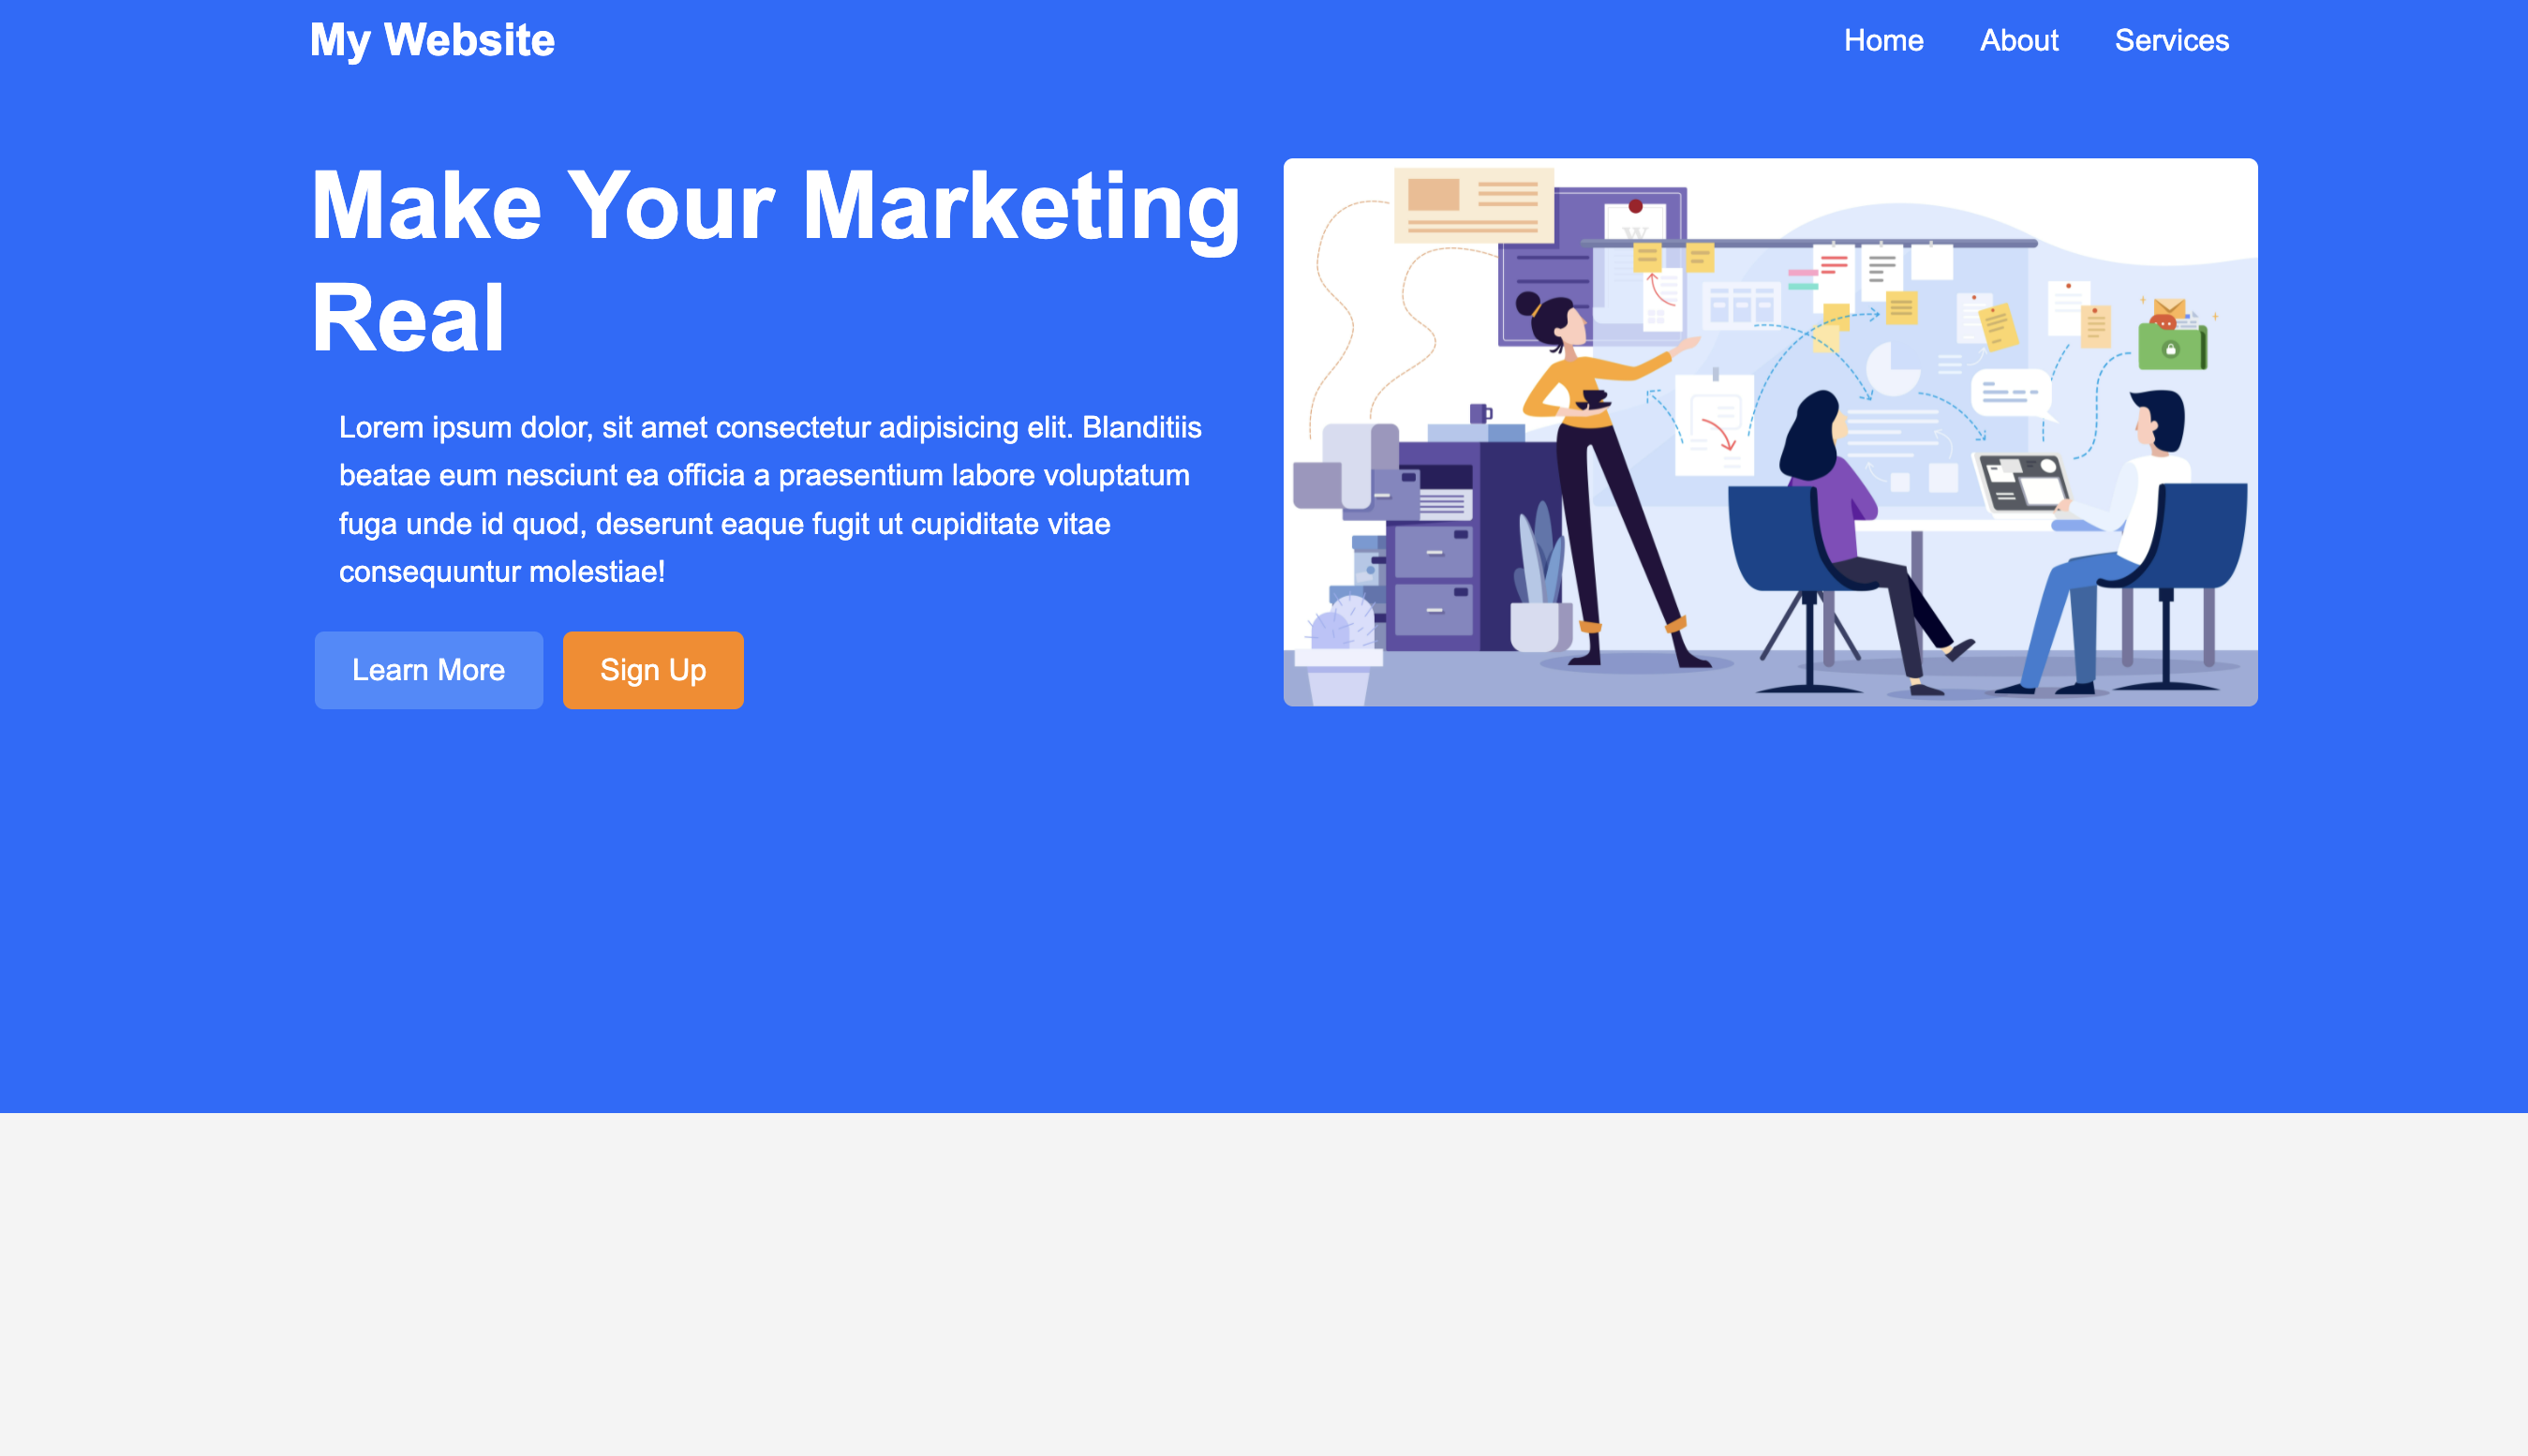 My Website
Home About Services
Make Your Marketing
Real
Lorem ipsum dolor, sit amet consectetur adipisicing elit. Blanditiis
beatae eum nesciunt ea officia a praesentium labore voluptatum
fuga unde id quod, deserunt eaque fugit ut cupiditate vitae
consequuntur molestiae!
Learn More Sign Up
W